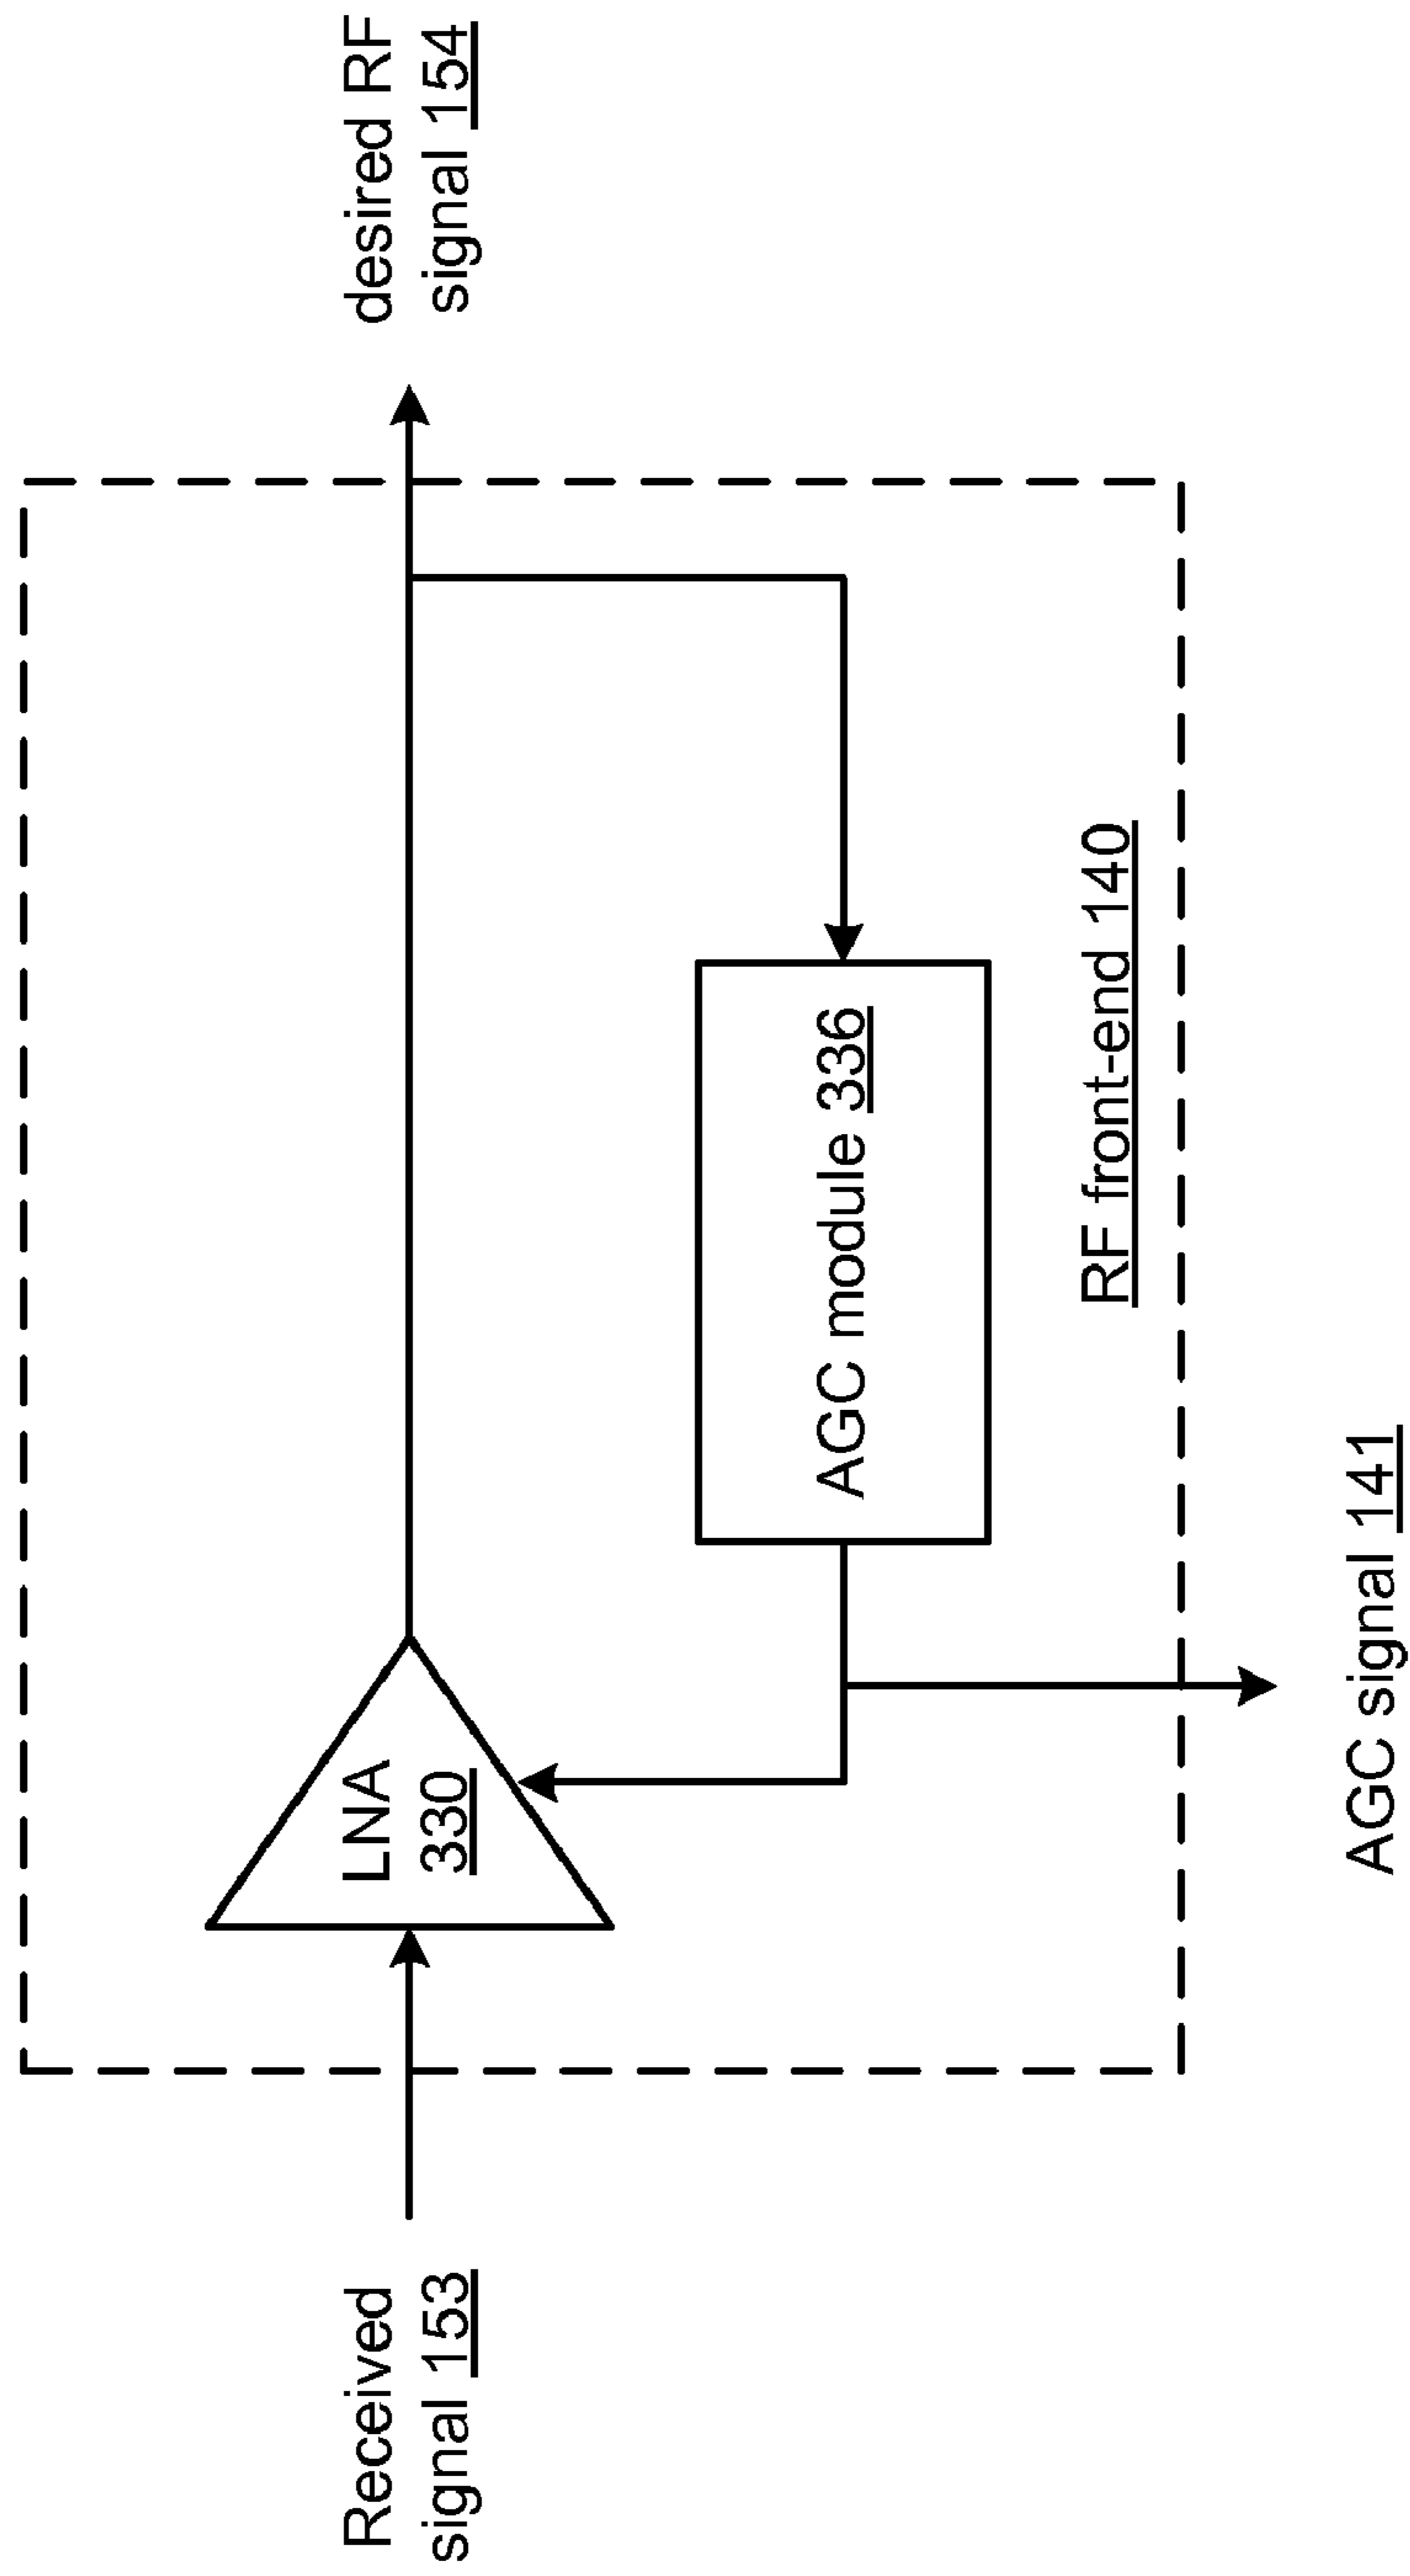 Received
signal 153
LNA
330
desired RF
signal 154
AGC module 336
RF front-end 140
AGC signal 141